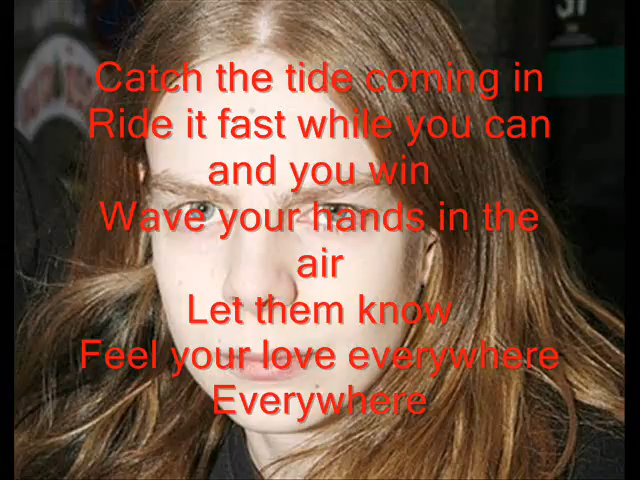 Catch the tide coming in
Ride it fast while you can
and you win
Wave your hands in the
air
Let them know
Feel your love everywhere
Everywhere